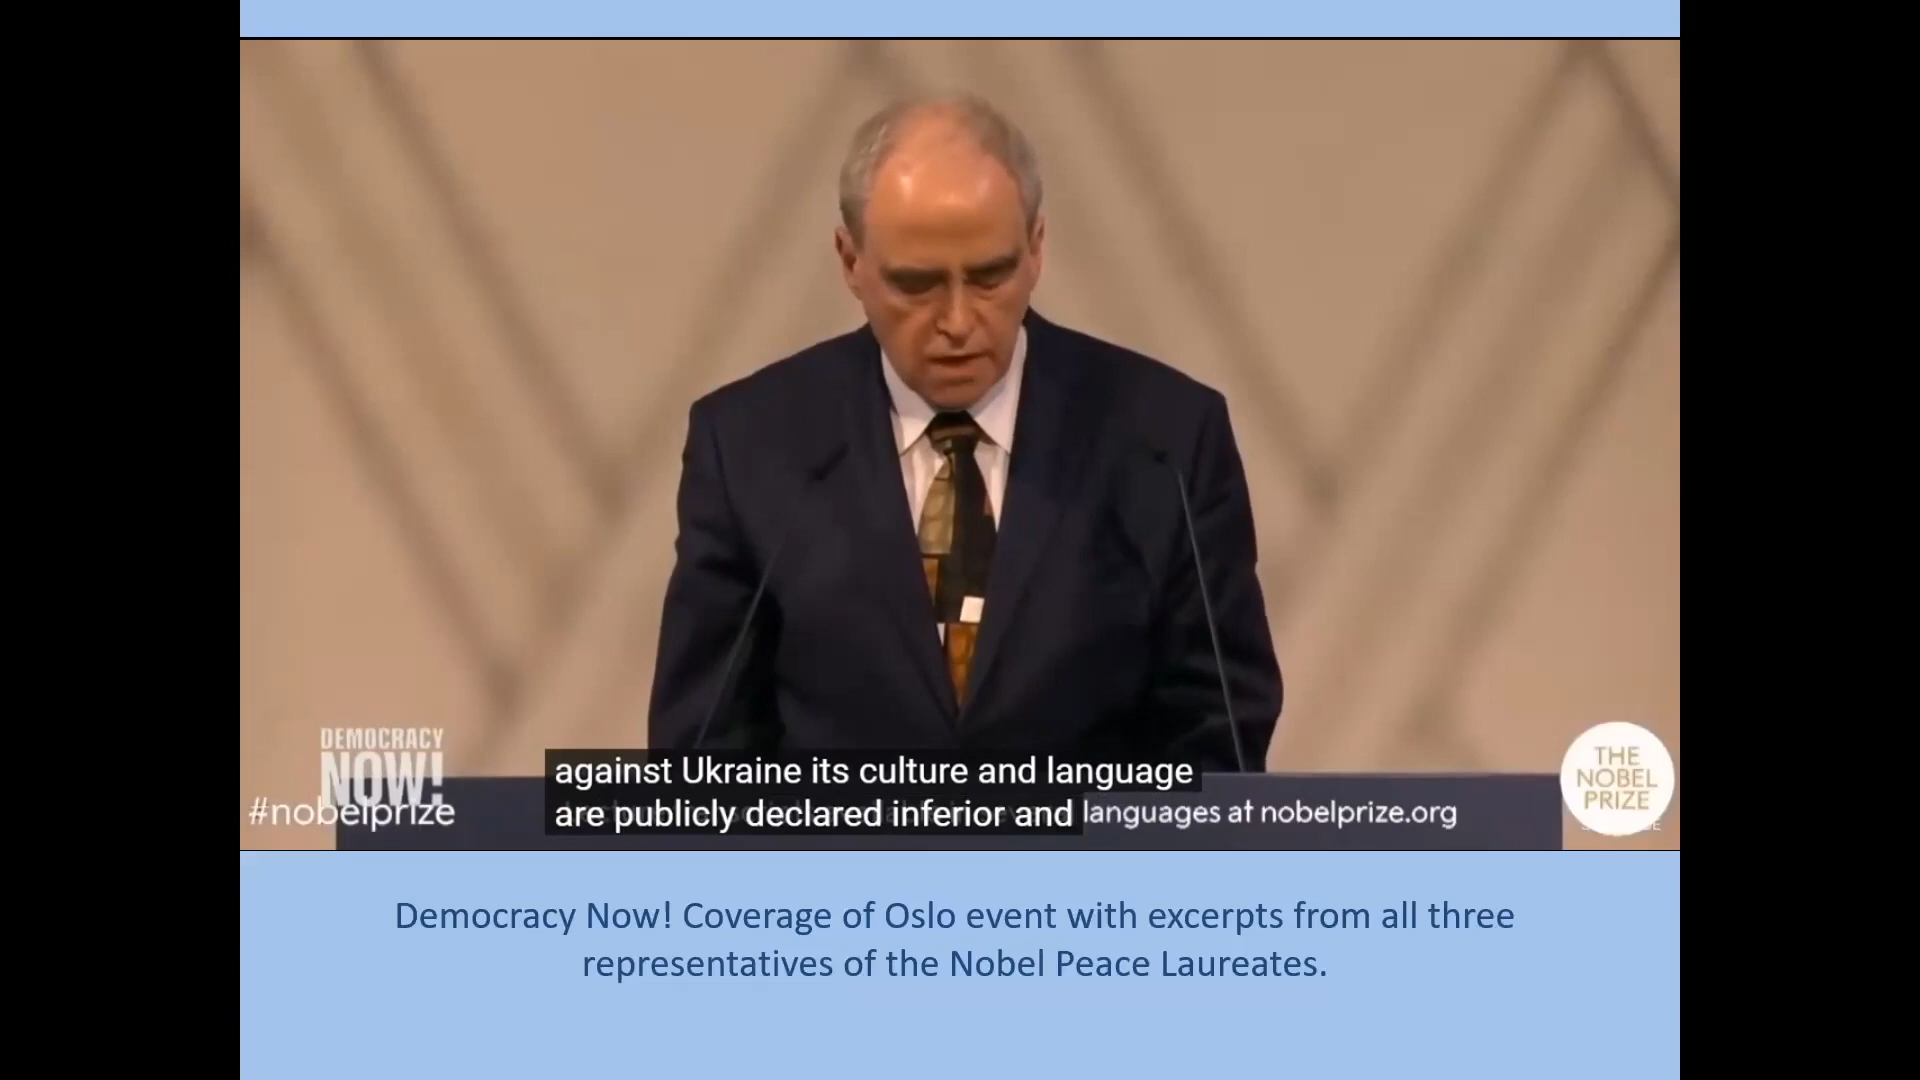 DEMOCRACY
NOW!
#nobelprize
against Ukraine its culture and language
are publicly declared inferior and
languages at nobelprize.org
THE
NOBEL
PRIZE
Democracy Now! Coverage of Oslo event with excerpts from all three
representatives of the Nobel Peace Laureates.